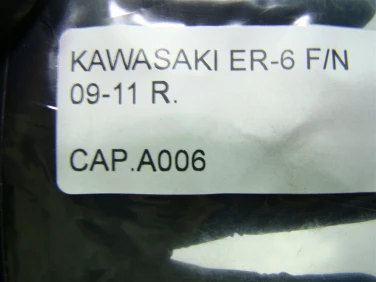 KAWASAKI ER-6 F/N
09-11 R.
CAP.A006